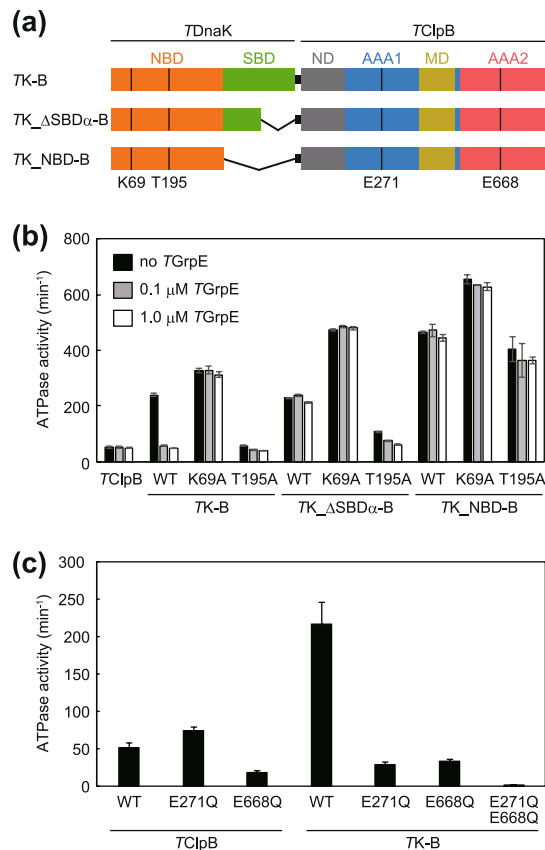 (a)
TDnaK TClpB
NBD SBD ND AAA1 MD AAA2
TK-B
TK_ΔSBDα-B
TK_NBD-B
K69 T195 E271 E668
(b)
ATPase activity (min⁻¹)
800
600
400
200
0
no TGrpE
0.1 μM TGrpE
1.0 μM TGrpE
TClpB WT K69A T195A WT K69A T195A WT K69A T195A
TK-B TK_ΔSBDα-B TK_NBD-B
(c)
ATPase activity (min⁻¹)
300
250
200
150
100
50
0
WT E271Q E668Q WT E271Q E668Q E271Q
E668Q
TClpB TK-B